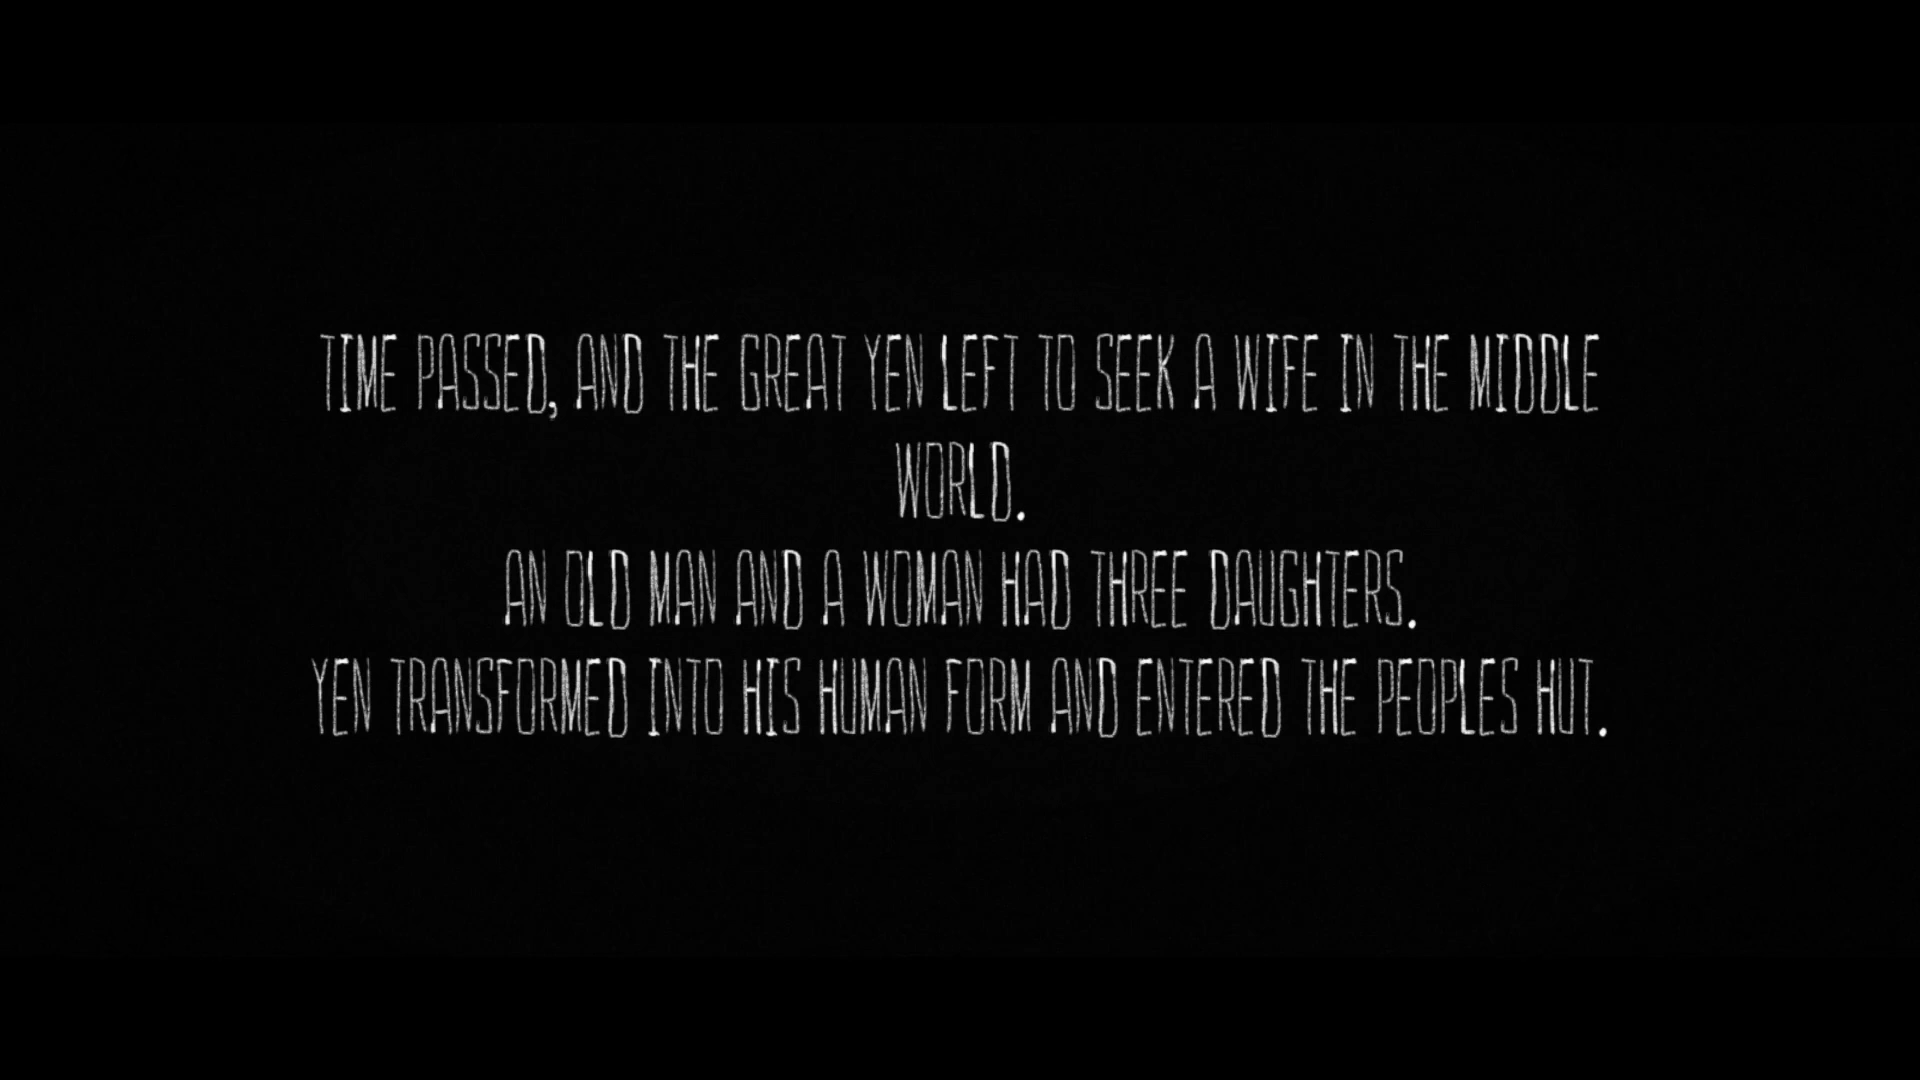 TIME PASSED, AND THE GREAT YEN LEFT TO SEEK A WIFE IN THE MIDDLE
WORLD.
AN OLD MAN AND A WOMAN HAD THREE DAUGHTERS.
YEN TRANSFORMED INTO HIS HUMAN FORM AND ENTERED THE PEOPLES HUT.